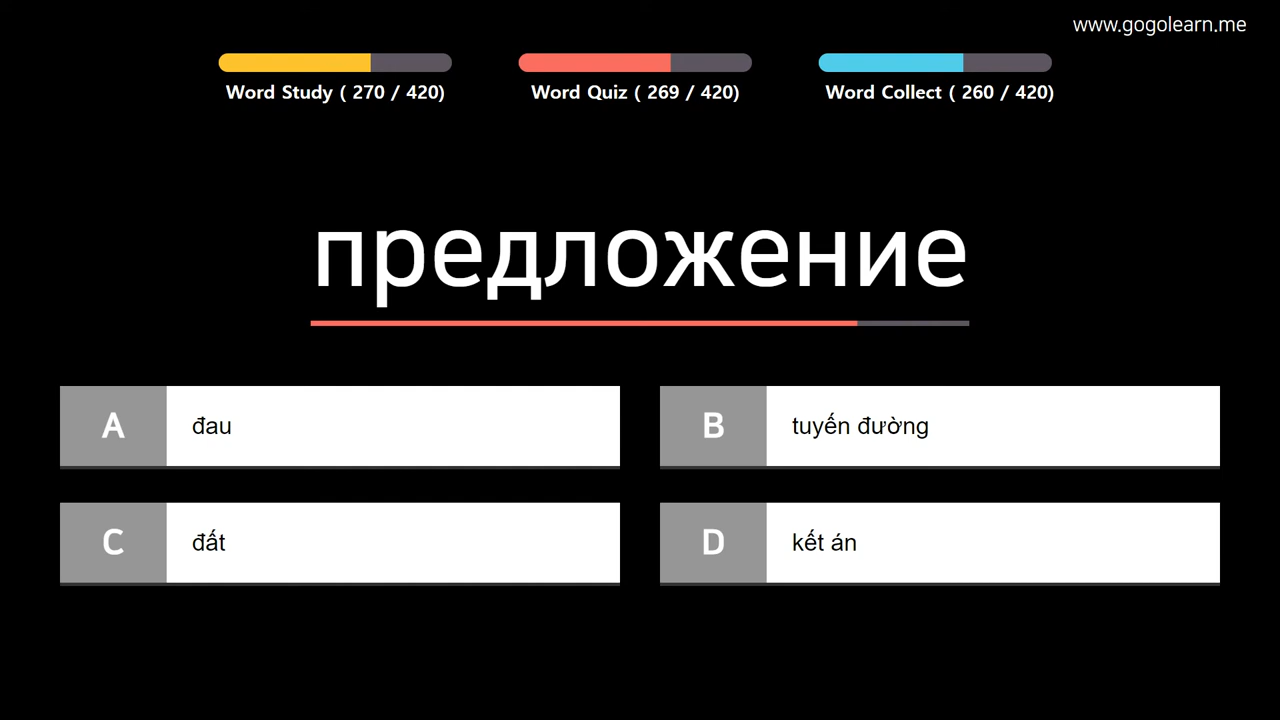 www.gogolearn.me
Word Study ( 270 / 420)
Word Quiz ( 269 / 420)
Word Collect ( 260 / 420)
предложение
A đau
B tuyến đường
C đất
D kết án